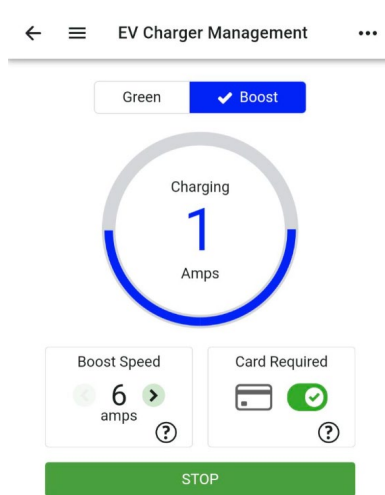 EV Charger Management
Green
Boost
Charging
1
Amps
Boost Speed
6
amps
?
Card Required
?
STOP